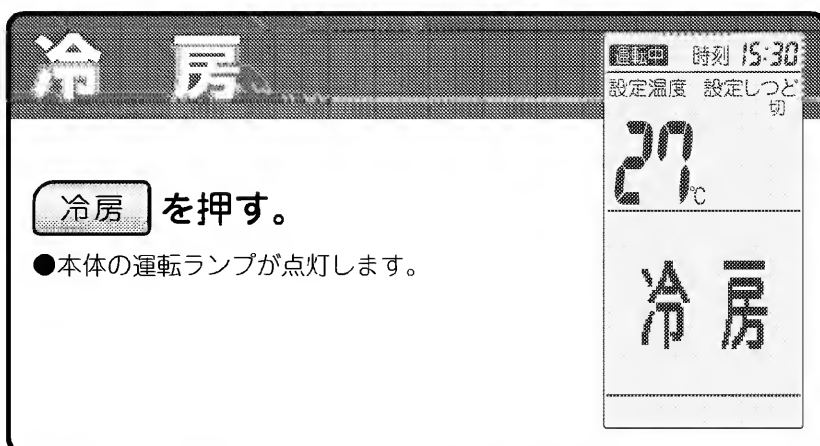 冷 房
運転中 時刻 15:30
設定温度 設定しつど
切
27℃
冷房
冷房 を押す。
●本体の運転ランプが点灯します。